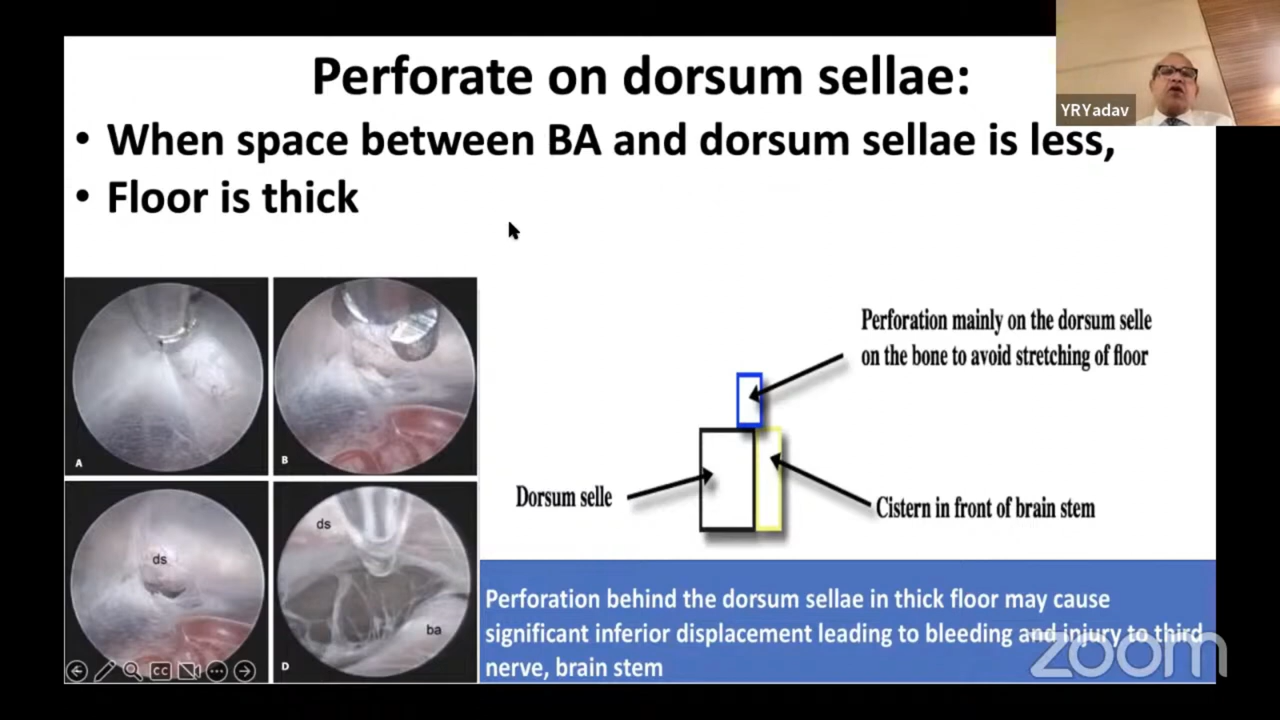 Perforate on dorsum sellae:
YRYadav
• When space between BA and dorsum sellae is less,
• Floor is thick
A
B
ds
ds
ba
D
CC
Perforation mainly on the dorsum selle
on the bone to avoid stretching of floor
Dorsum selle
Cistern in front of brain stem
Perforation behind the dorsum sellae in thick floor may cause
significant inferior displacement leading to bleeding and injury to third
nerve, brain stem
zoom